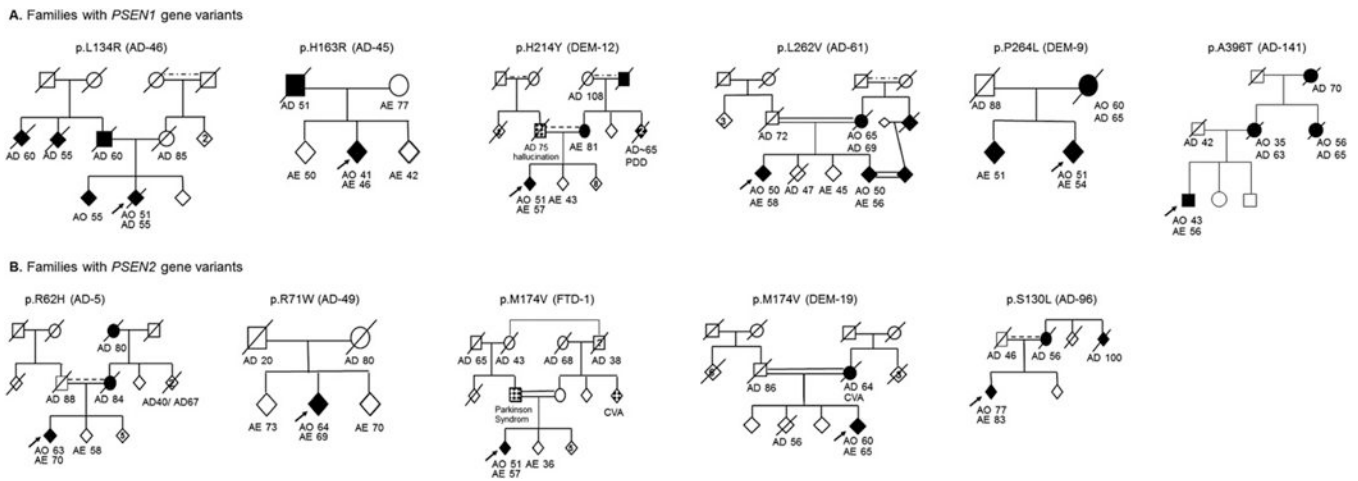 A. Families with PSEN1 gene variants
p.L134R (AD-46)
p.H163R (AD-45)
p.H214Y (DEM-12)
p.L262V (AD-61)
p.P264L (DEM-9)
p.A396T (AD-141)
AD 60 AD 55 AD 60 AD 85 2
AO 55
AO 51
AD 55
AD 51
AE 77
AE 50
AO 41
AE 46
AE 42
AD 108
AD 75
hallucination
AE 81
2
AD~65
PDD
AO 51
AE 57
AE 43
8
3
AD 72
AO 65
AD 69
AO 50
AE 58
AD 47
AE 45
AO 50
AE 56
AD 88
AO 60
AD 65
AE 51
AO 51
AE 54
AD 70
AD 42
AO 35
AD 63
AO 56
AD 65
AO 43
AE 56
B. Families with PSEN2 gene variants
p.R62H (AD-5)
p.R71W (AD-49)
p.M174V (FTD-1)
p.M174V (DEM-19)
p.S130L (AD-96)
AD 80
AD 88
AD 84
AD40/ AD67
AO 63
AE 70
AE 58
5
AD 20
AD 80
AE 73
AO 64
AE 69
AE 70
AD 65
AD 43
AD 68
AD 38
Parkinson
Syndrom
CVA
AO 51
AE 57
AE 36
AD 86
AD 64
CVA
AD 56
AO 60
AE 65
AD 46
AD 56
AD 100
AO 77
AE 83